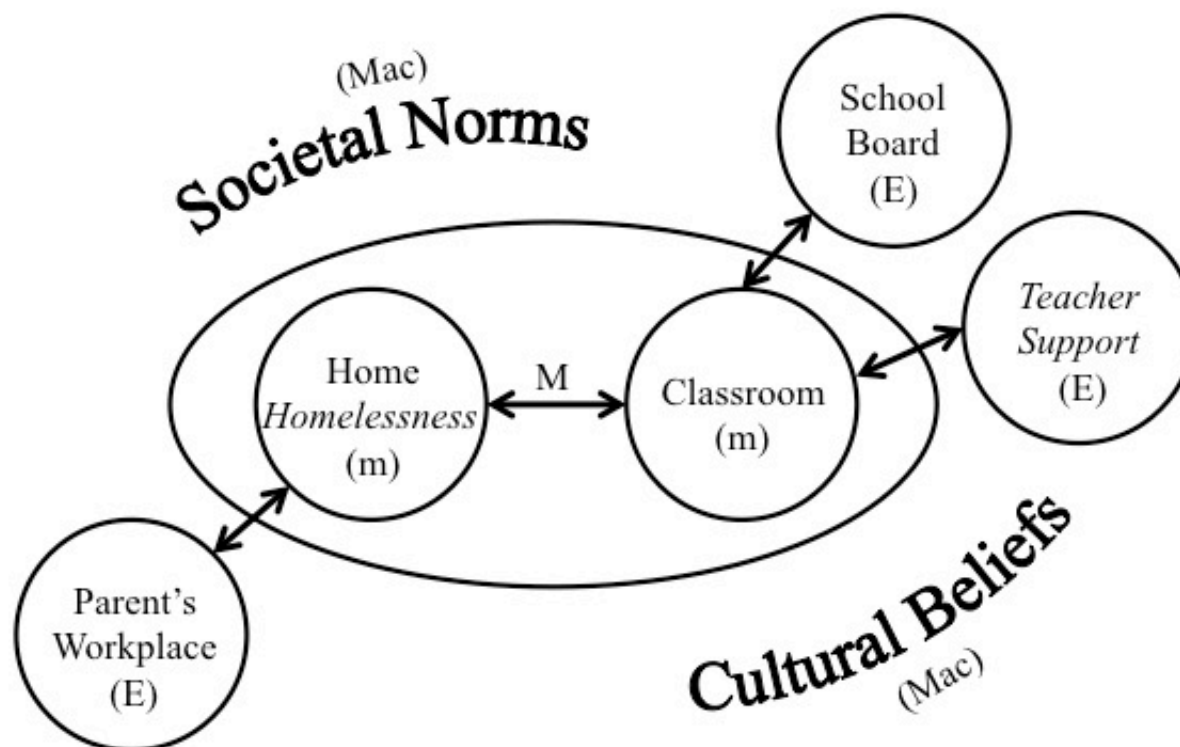 (Mac)
Societal Norms
School
Board
(E)
Teacher
Support
(E)
Home
Homelessness
(m)
M
Classroom
(m)
Parent's
Workplace
(E)
Cultural Beliefs
(Mac)